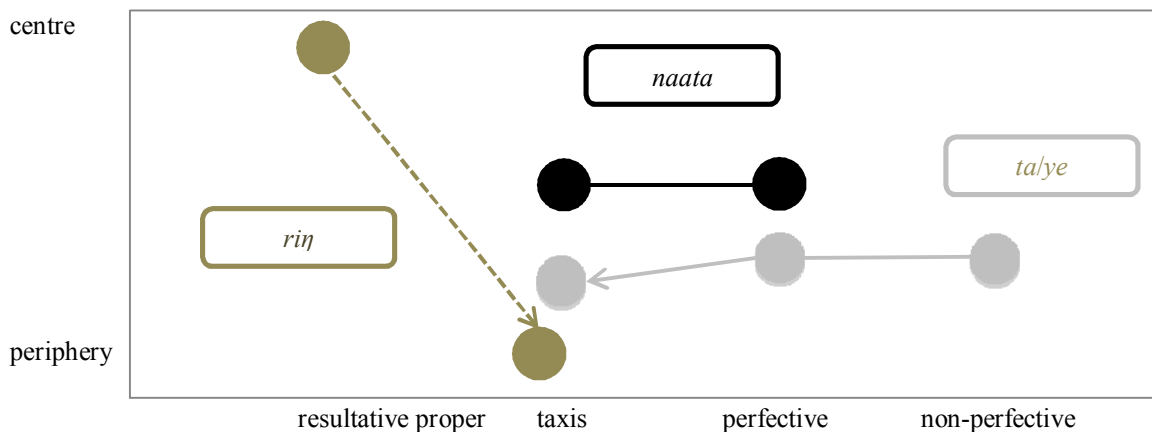 centre
naata
ta/ye
riŋ
periphery
resultative proper taxis perfective non-perfective